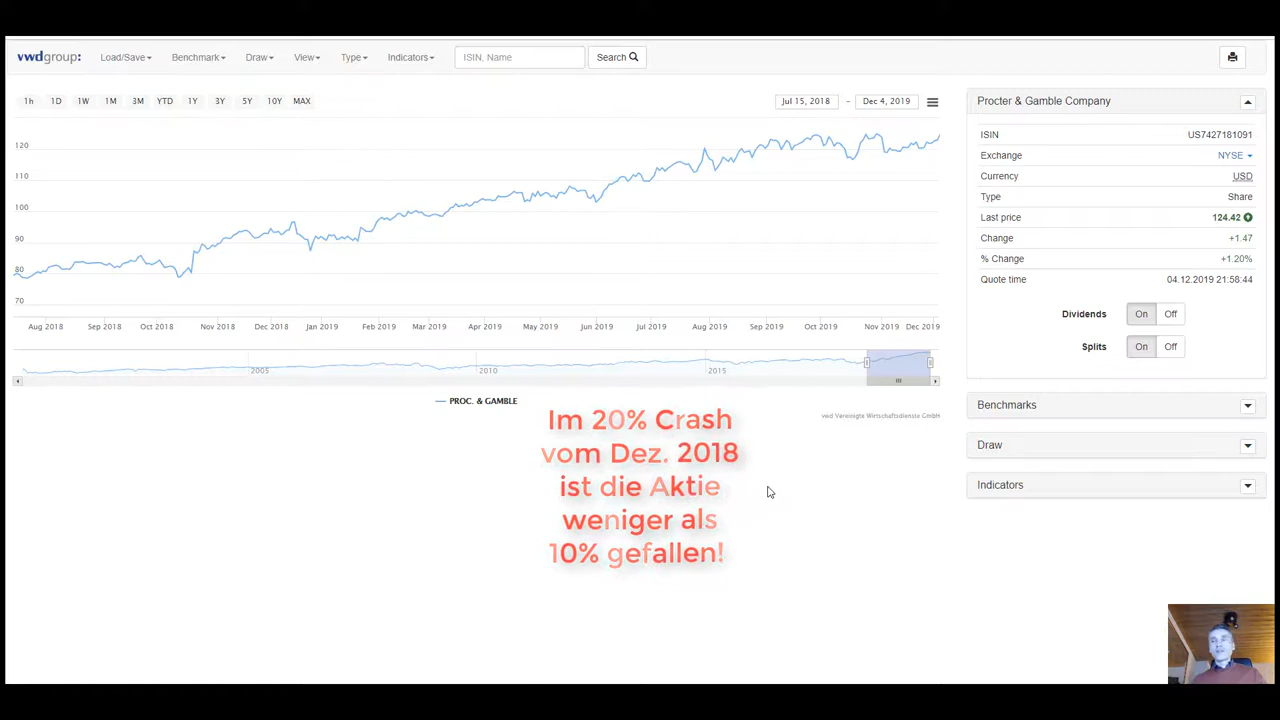 vwdgroup: Load/Save Benchmark Draw View Type Indicators ISIN, Name Search
1h 1D 1W 1M 3M YTD 1Y 3Y 5Y 10Y MAX Jul 15, 2018 – Dec 4, 2019
120
110
100
90
80
70
Aug 2018 Sep 2018 Oct 2018 Nov 2018 Dec 2018 Jan 2019 Feb 2019 Mar 2019 Apr 2019 May 2019 Jun 2019 Jul 2019 Aug 2019 Sep 2019 Oct 2019 Nov 2019 Dec 2019
2005 2010 2015
PROC. & GAMBLE
vwd Vereinigte Wirtschaftsdienste GmbH
Im 20% Crash
vom Dez. 2018
ist die Aktie
weniger als
10% gefallen!
Procter & Gamble Company
ISIN US7427181091
Exchange NYSE
Currency USD
Type Share
Last price 124.42
Change +1.47
% Change +1.20%
Quote time 04.12.2019 21:58:44
Dividends On Off
Splits On Off
Benchmarks
Draw
Indicators